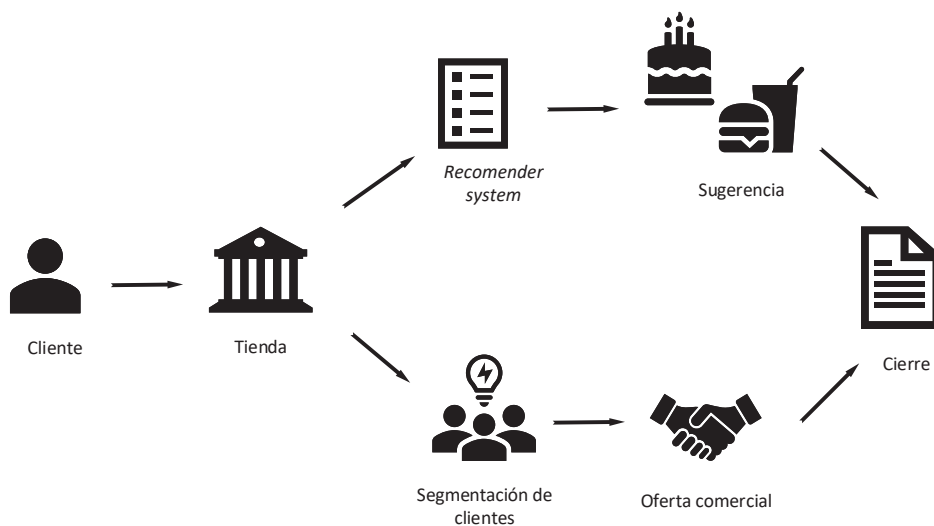 Recomender
system
Sugerencia
Cliente
Tienda
Cierre
Segmentación de
clientes
Oferta comercial